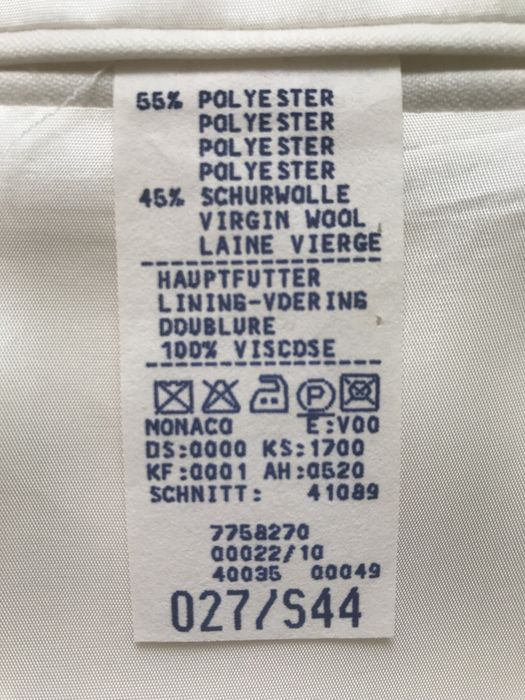 55% POLYESTER
POLYESTER
POLYESTER
POLYESTER
45% SCHURWOLLE
VIRGIN WOOL
LAINE VIERGE
HAUPTFUTTER
LINING-VOERING
DOUBLURE
100% VISCOSE
P
MONACO E:V00
DS:0000 KS:1700
KF:0001 AH:0520
SCHNITT: 41089
7758270
00022/10
40035 00049
027/S44